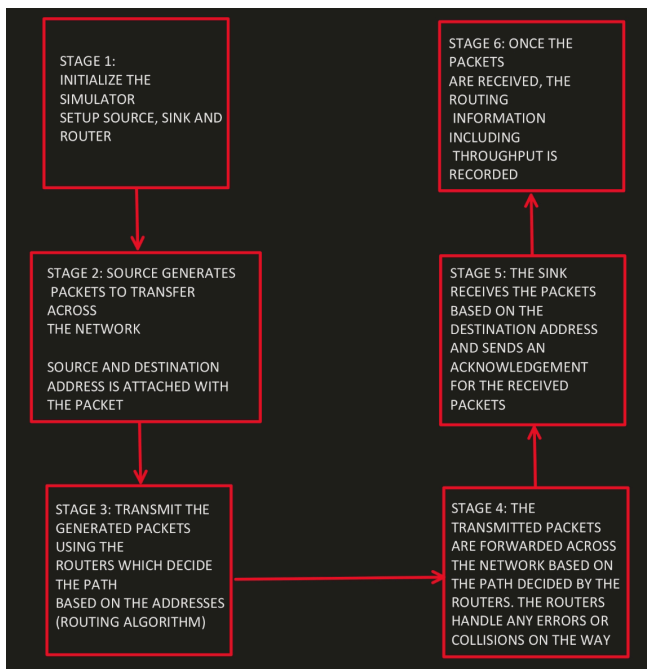 STAGE 1:
INITIALIZE THE
SIMULATOR
SETUP SOURCE, SINK AND
ROUTER
STAGE 2: SOURCE GENERATES
PACKETS TO TRANSFER
ACROSS
THE NETWORK
SOURCE AND DESTINATION
ADDRESS IS ATTACHED WITH
THE PACKET
STAGE 3: TRANSMIT THE
GENERATED PACKETS
USING THE
ROUTERS WHICH DECIDE
THE PATH
BASED ON THE ADDRESSES
(ROUTING ALGORITHM)
STAGE 4: THE
TRANSMITTED PACKETS
ARE FORWARDED ACROSS
THE NETWORK BASED ON
THE PATH DECIDED BY THE
ROUTERS. THE ROUTERS
HANDLE ANY ERRORS OR
COLLISIONS ON THE WAY
STAGE 5: THE SINK
RECEIVES THE PACKETS
BASED ON THE
DESTINATION ADDRESS
AND SENDS AN
ACKNOWLEDGEMENT
FOR THE RECEIVED
PACKETS
STAGE 6: ONCE THE
PACKETS
ARE RECEIVED, THE
ROUTING
INFORMATION
INCLUDING
THROUGHPUT IS
RECORDED